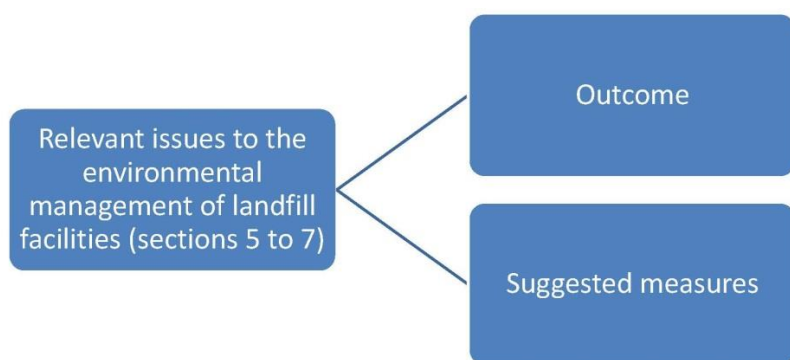 Relevant issues to the
environmental
management of landfill
facilities (sections 5 to 7)
Outcome
Suggested measures